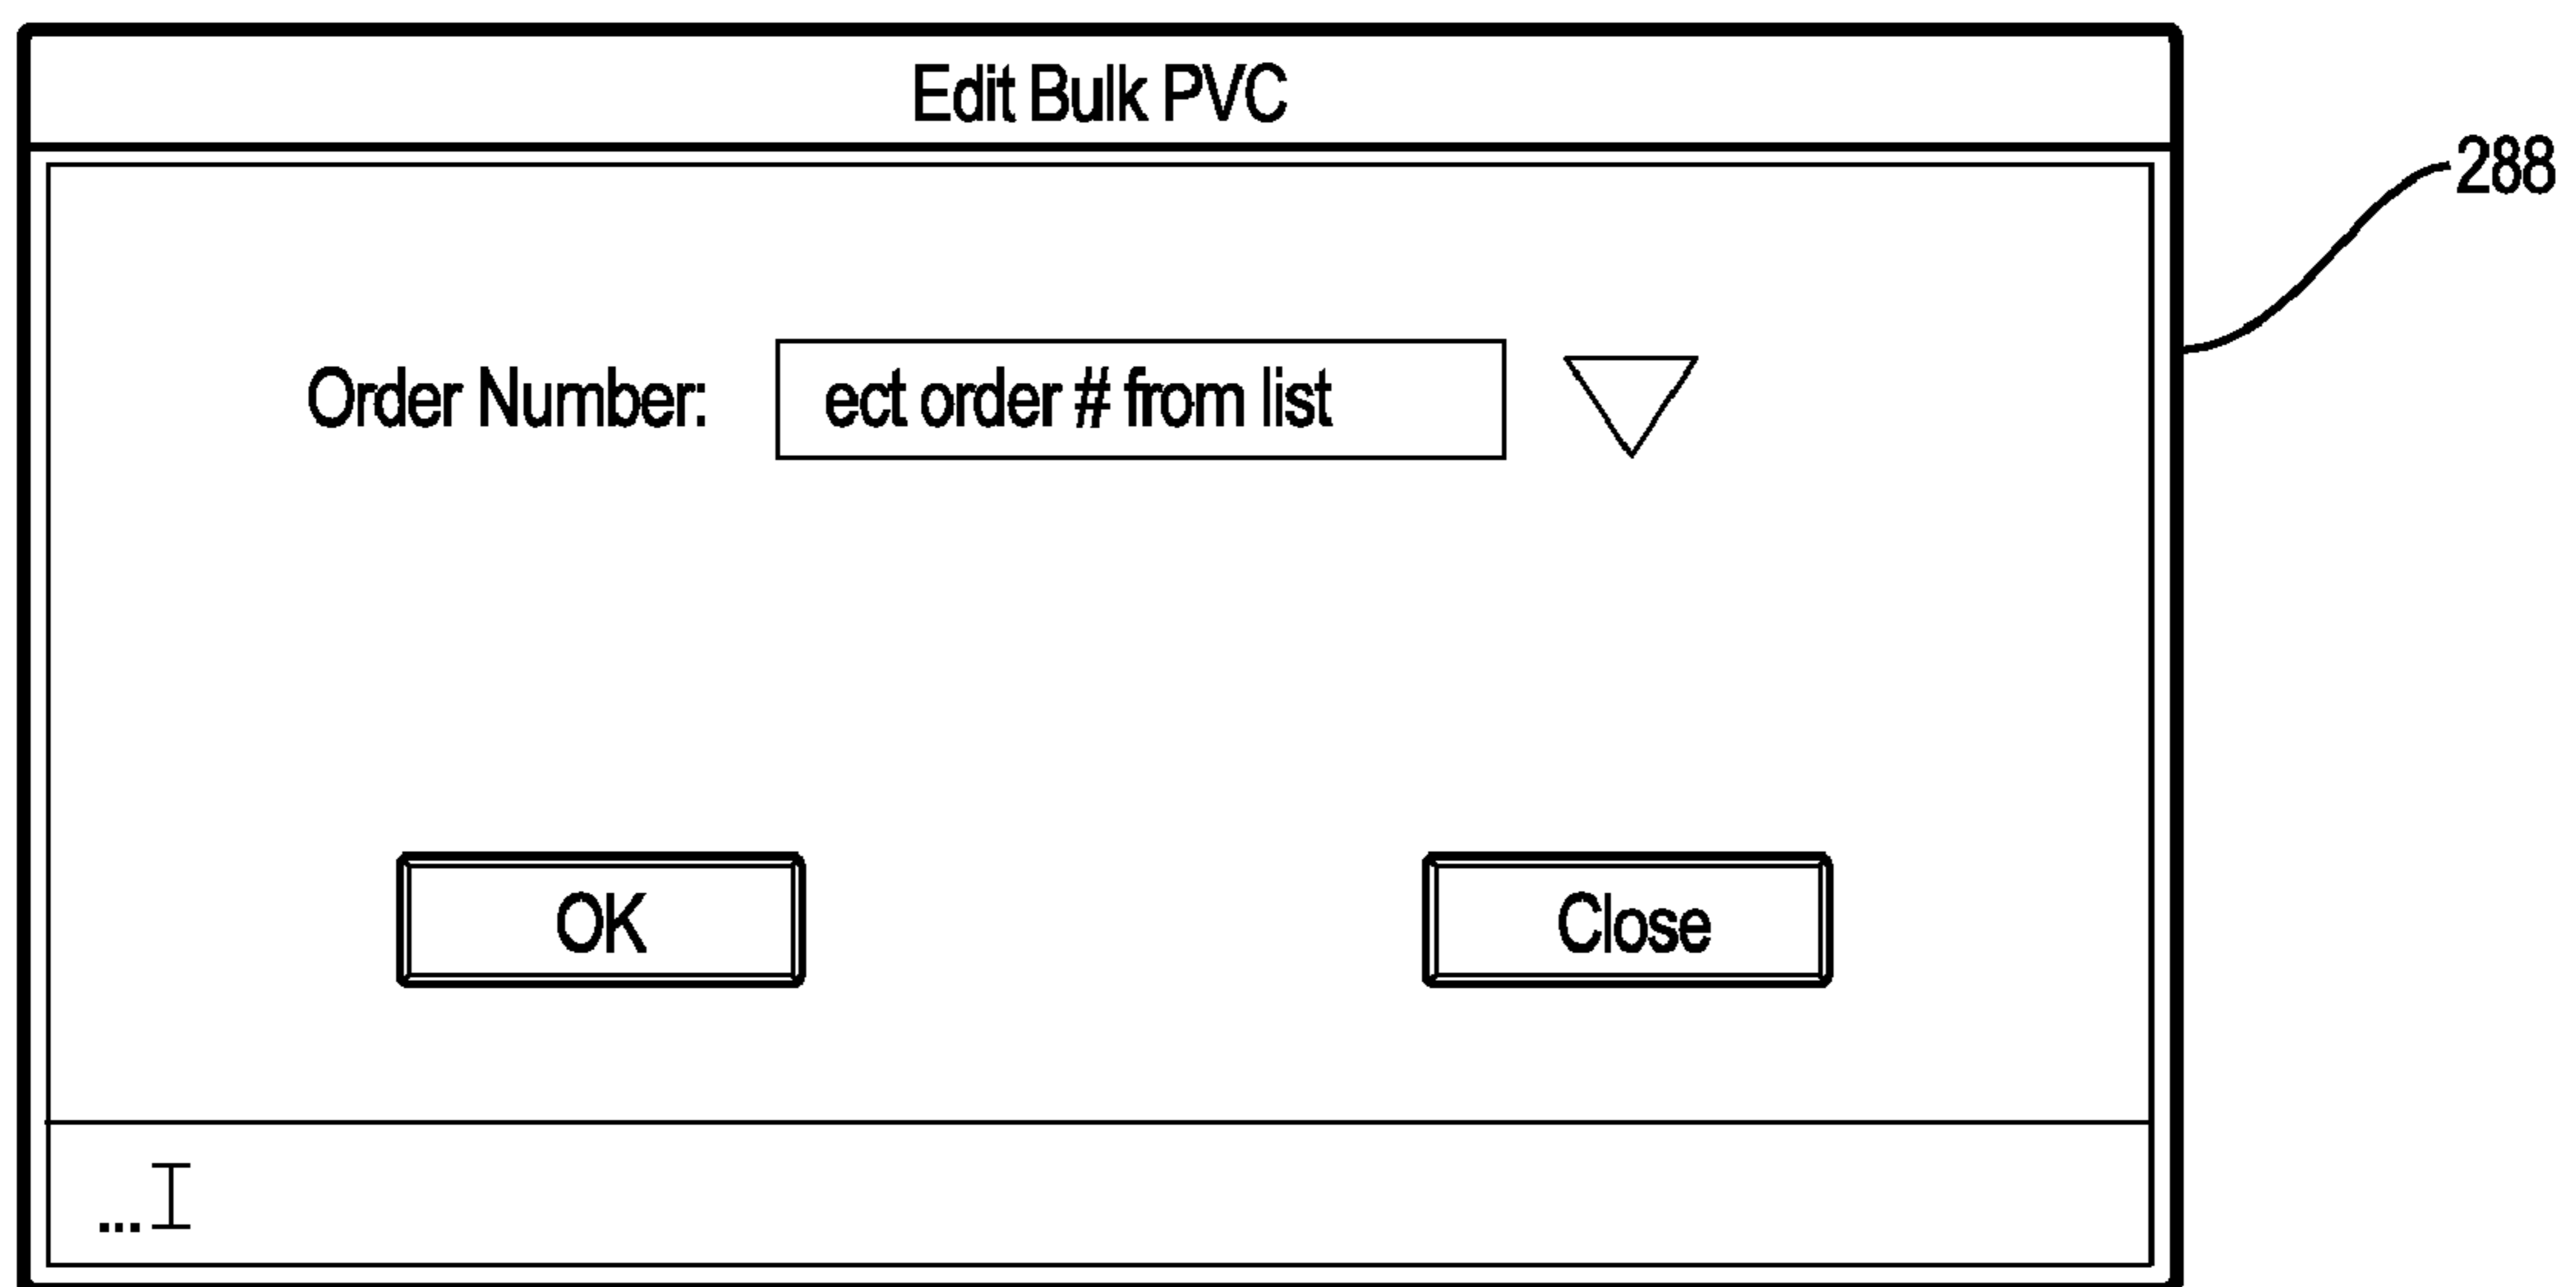 Edit Bulk PVC
288
Order Number: ect order # from list
OK Close
...